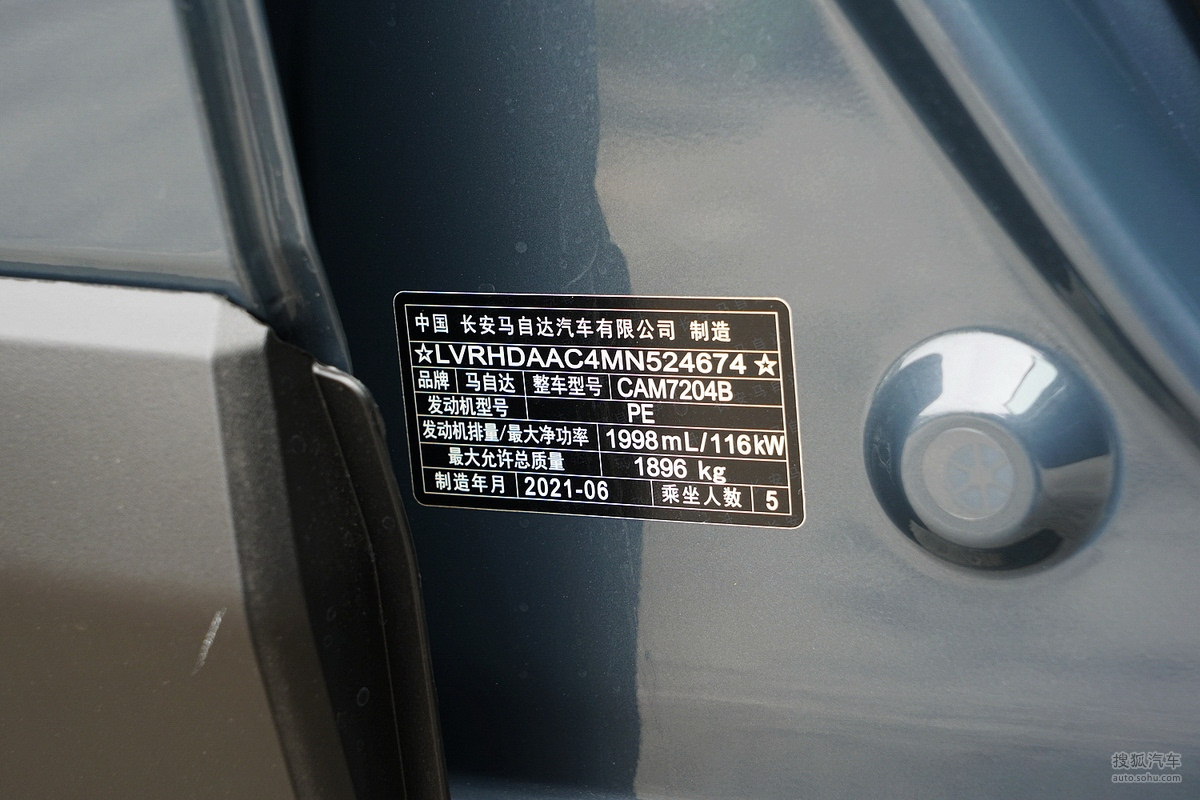 中国 长安马自达汽车有限公司 制造
☆LVRHDAAC4MN524674☆
品牌 马自达 整车型号 CAM7204B
发动机型号 PE
发动机排量/最大净功率 1998mL/116kW
最大允许总质量 1896 kg
制造年月 2021-06 乘坐人数 5
搜狐汽车
auto.sohu.com